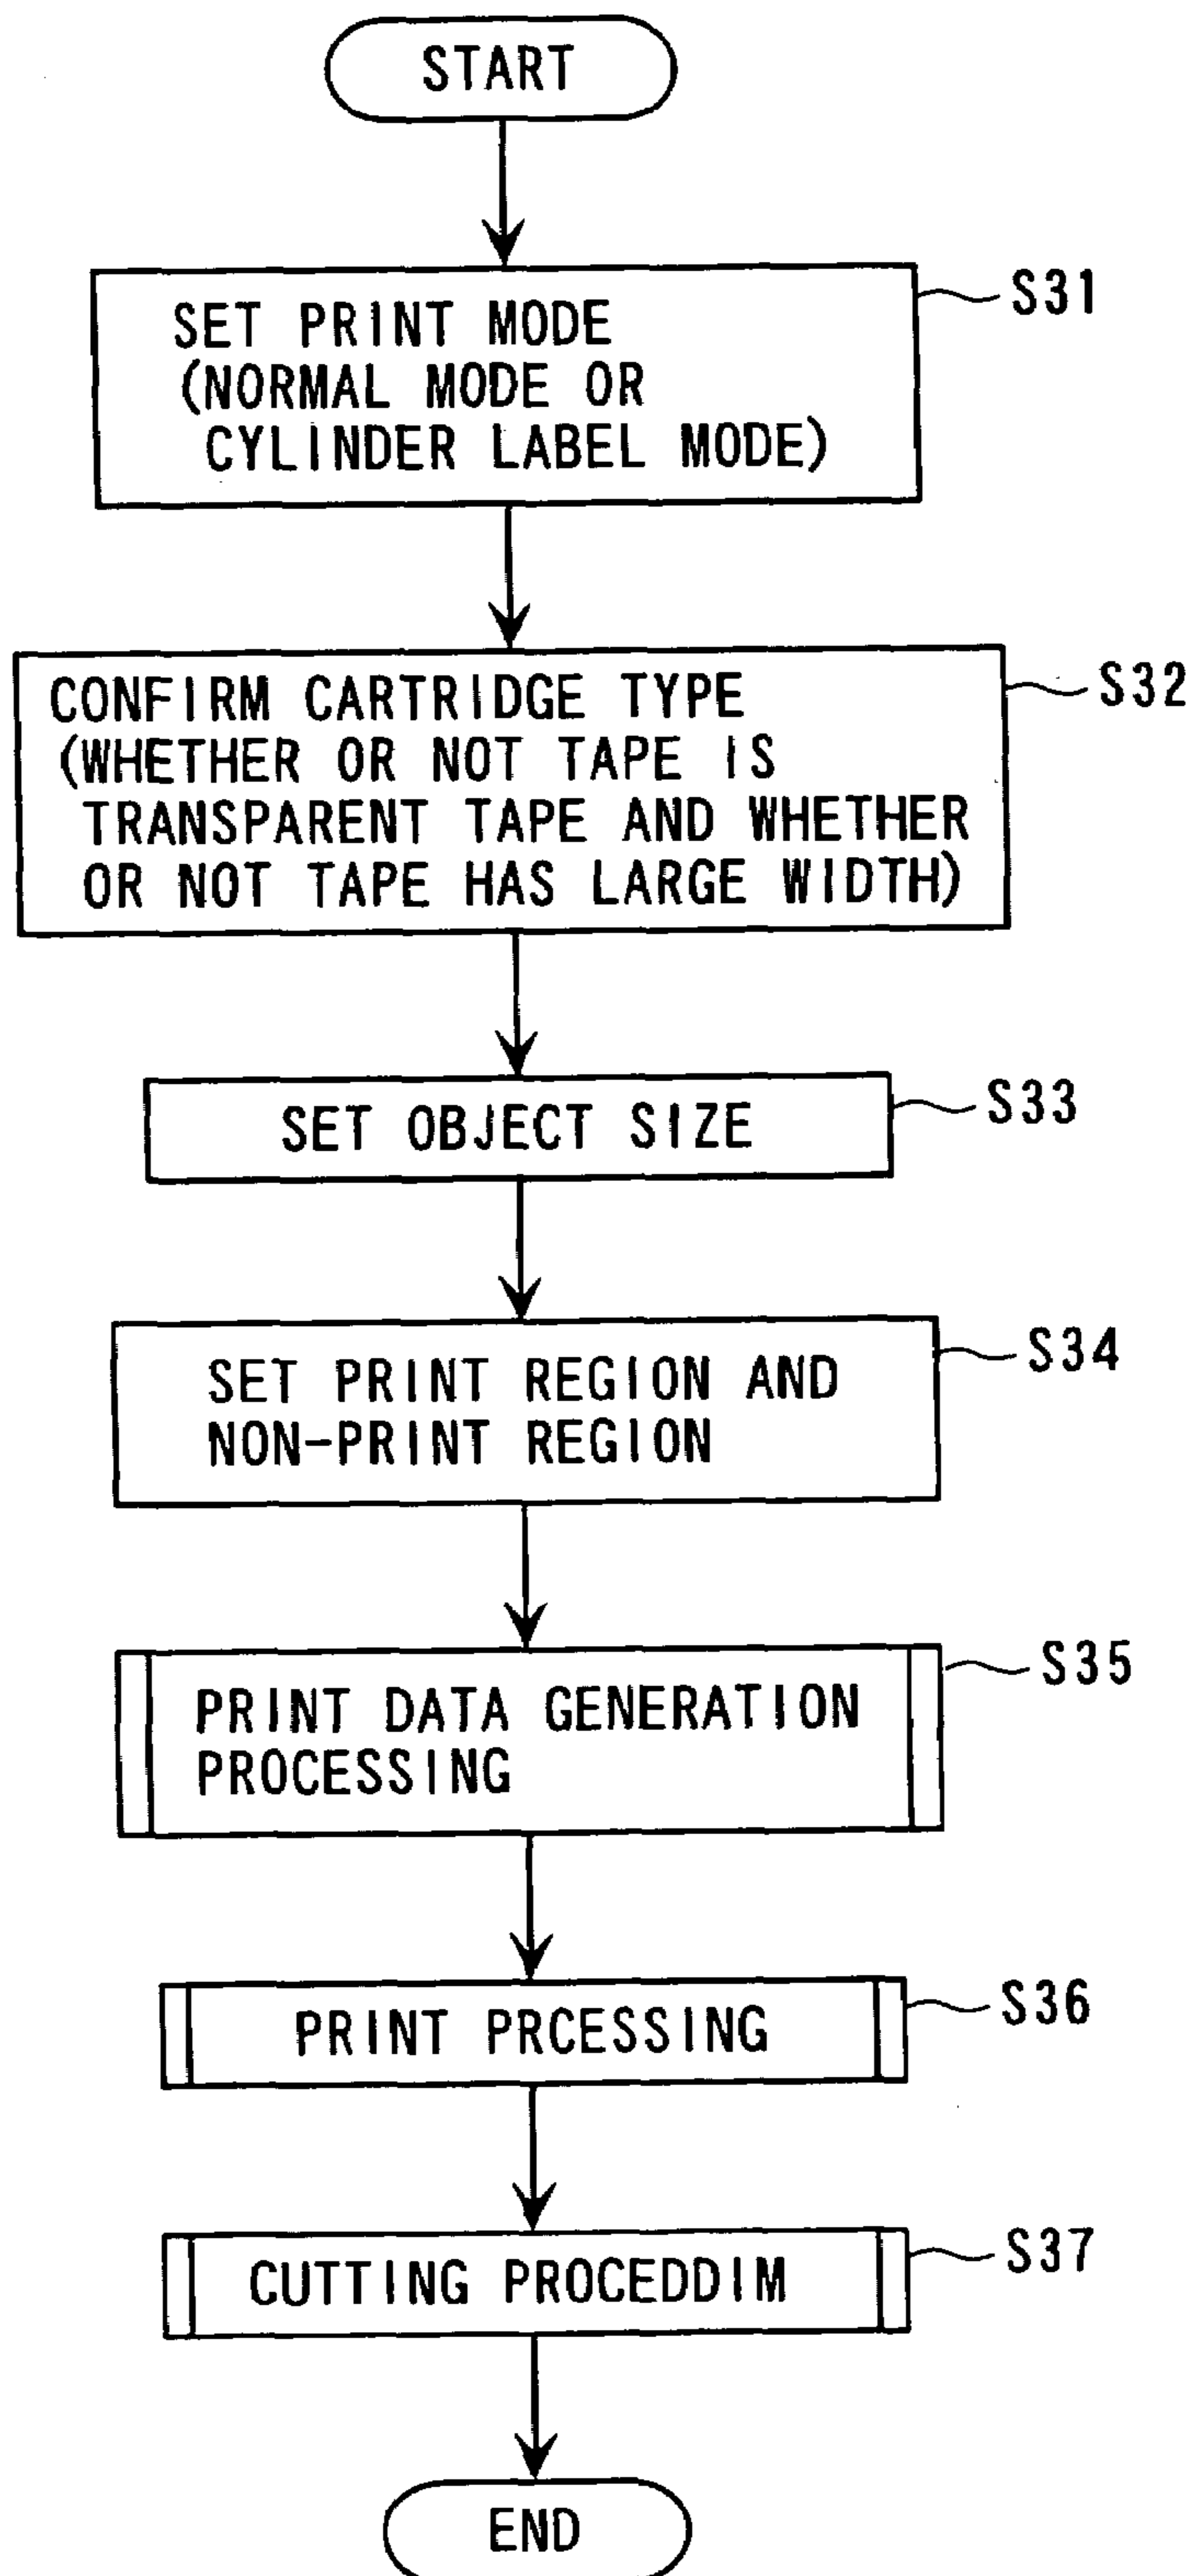 START
SET PRINT MODE
(NORMAL MODE OR
CYLINDER LABEL MODE)
S31
CONFIRM CARTRIDGE TYPE
(WHETHER OR NOT TAPE IS
TRANSPARENT TAPE AND WHETHER
OR NOT TAPE HAS LARGE WIDTH)
S32
SET OBJECT SIZE
S33
SET PRINT REGION AND
NON-PRINT REGION
S34
PRINT DATA GENERATION
PROCESSING
S35
PRINT PRCESSING
S36
CUTTING PROCEDDIM
S37
END